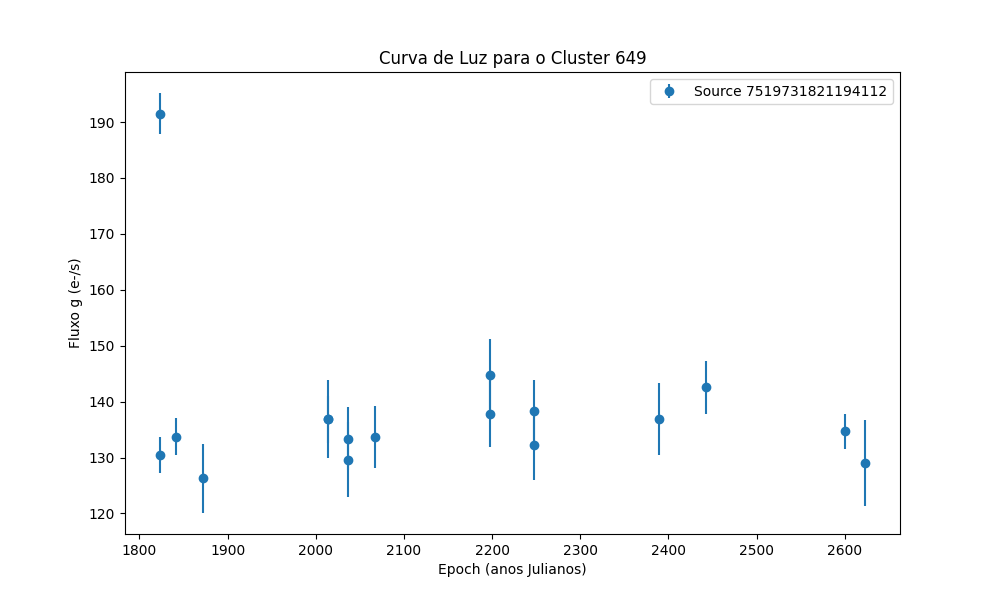 Curva de Luz para o Cluster 649
Source 7519731821194112
190
180
170
160
150
140
130
120
Fluxo g (e-/s)
1800 1900 2000 2100 2200 2300 2400 2500 2600
Epoch (anos Julianos)